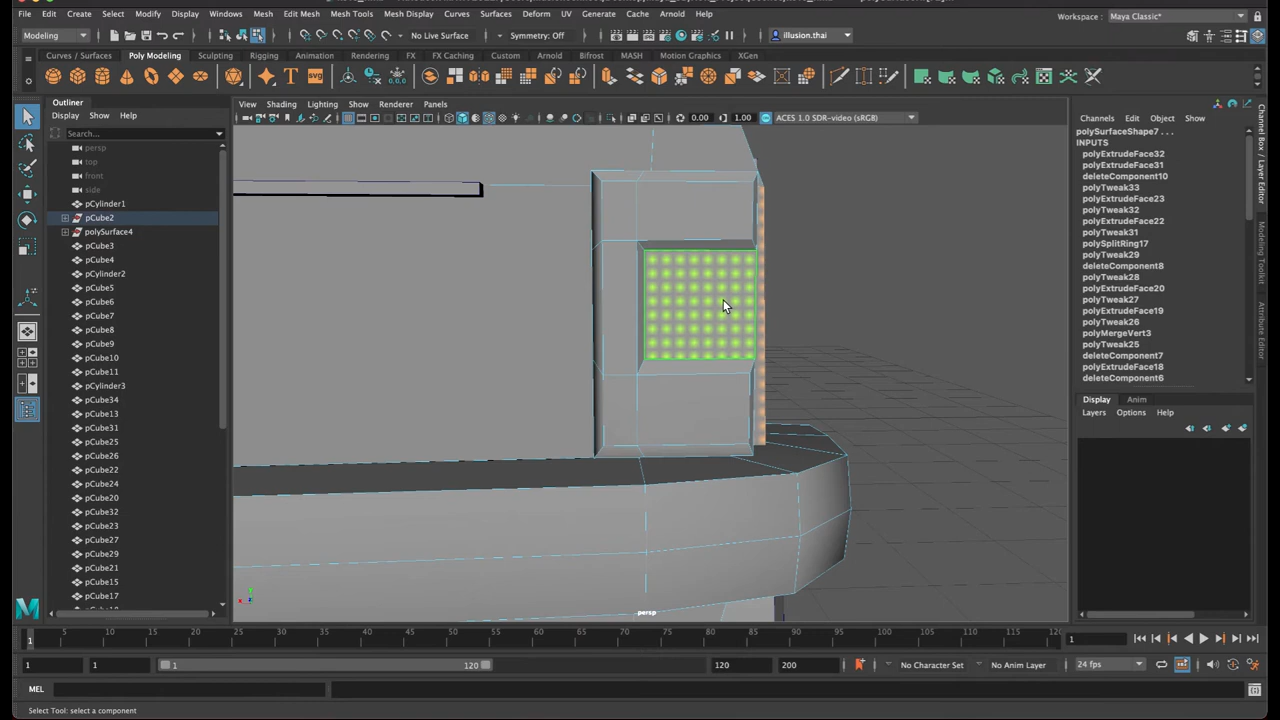 File Edit Create Select Modify Display Windows Mesh Edit Mesh Mesh Tools Mesh Display Curves Surfaces Deform UV Generate Cache Arnold Help
Workspace : Maya Classic*
Modeling
No Live Surface
Symmetry: Off
illusion.thai
Curves / Surfaces Poly Modeling Sculpting Rigging Animation Rendering FX FX Caching Custom Arnold Bifrost MASH Motion Graphics XGen
Outliner
Display Show Help
Search...
persp
top
front
side
pCylinder1
pCube2
polySurface4
pCube3
pCube4
pCylinder2
pCube5
pCube6
pCube7
pCube8
pCube9
pCube10
pCube11
pCylinder3
pCube34
pCube13
pCube31
pCube25
pCube26
pCube22
pCube24
pCube20
pCube32
pCube23
pCube27
pCube29
pCube21
pCube15
pCube17
View Shading Lighting Show Renderer Panels
0.00 1.00 ACES 1.0 SDR-video (sRGB)
persp
Channels Edit Object Show
polySurfaceShape7 . . .
INPUTS
polyExtrudeFace32
polyExtrudeFace31
deleteComponent10
polyTweak33
polyExtrudeFace23
polyTweak32
polyExtrudeFace22
polyTweak31
polySplitRing17
polyTweak29
deleteComponent8
polyTweak28
polyExtrudeFace20
polyTweak27
polyExtrudeFace19
polyTweak26
polyMergeVert3
polyTweak25
deleteComponent7
polyExtrudeFace18
deleteComponent6
Display Anim
Layers Options Help
Channel Box / Layer Editor
Modeling Toolkit
Attribute Editor
5 10 15 20 25 30 35 40 45 50 55 60 65 70 75 80 85 90 95 100 105 110 115 120
1
1
1
1
120
120
200
No Character Set
No Anim Layer
24 fps
MEL
Select Tool: select a component